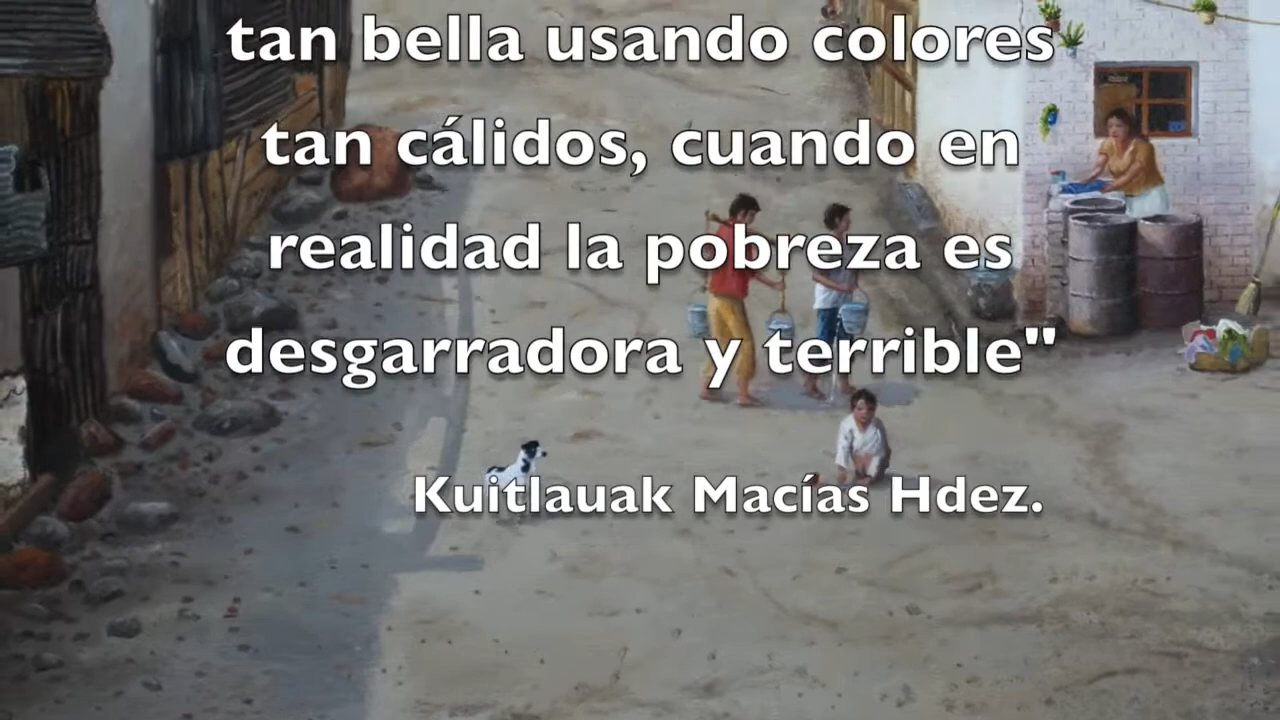 tan bella usando colores
tan cálidos, cuando en
realidad la pobreza es
desgarradora y terrible"
Kuitlauak Macías Hdez.